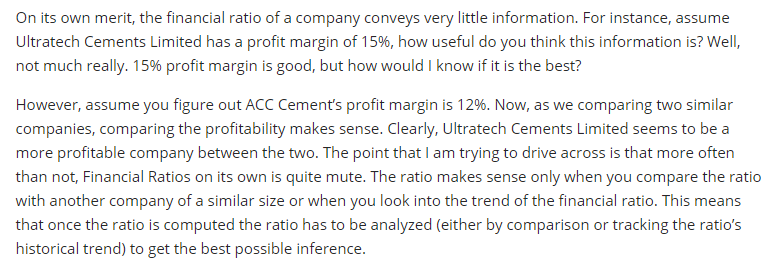 On its own merit, the financial ratio of a company conveys very little information. For instance, assume
Ultratech Cements Limited has a profit margin of 15%, how useful do you think this information is? Well,
not much really. 15% profit margin is good, but how would I know if it is the best?
However, assume you figure out ACC Cement's profit margin is 12%. Now, as we comparing two similar
companies, comparing the profitability makes sense. Clearly, Ultratech Cements Limited seems to be a
more profitable company between the two. The point that I am trying to drive across is that more often
than not, Financial Ratios on its own is quite mute. The ratio makes sense only when you compare the ratio
with another company of a similar size or when you look into the trend of the financial ratio. This means
that once the ratio is computed the ratio has to be analyzed (either by comparison or tracking the ratio's
historical trend) to get the best possible inference.